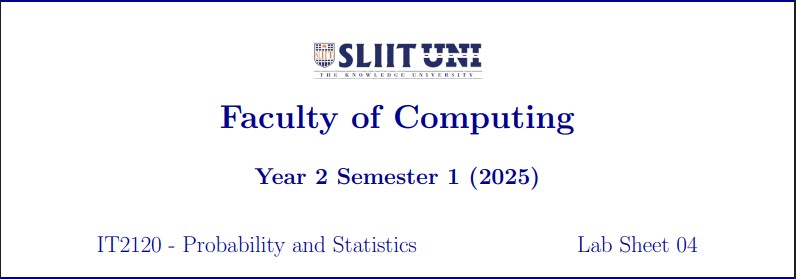 SLIIT UNI
THE KNOWLEDGE UNIVERSITY
Faculty of Computing
Year 2 Semester 1 (2025)
IT2120 - Probability and Statistics Lab Sheet 04